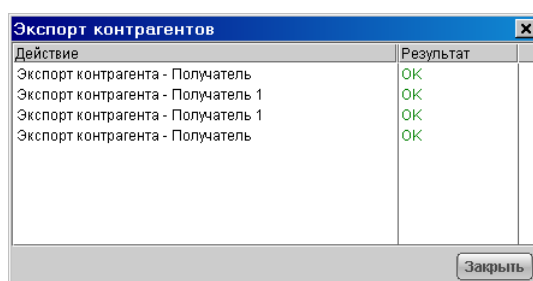 Экспорт контрагентов
Действие Результат
Экспорт контрагента - Получатель OK
Экспорт контрагента - Получатель 1 OK
Экспорт контрагента - Получатель 1 OK
Экспорт контрагента - Получатель OK
Закрыть